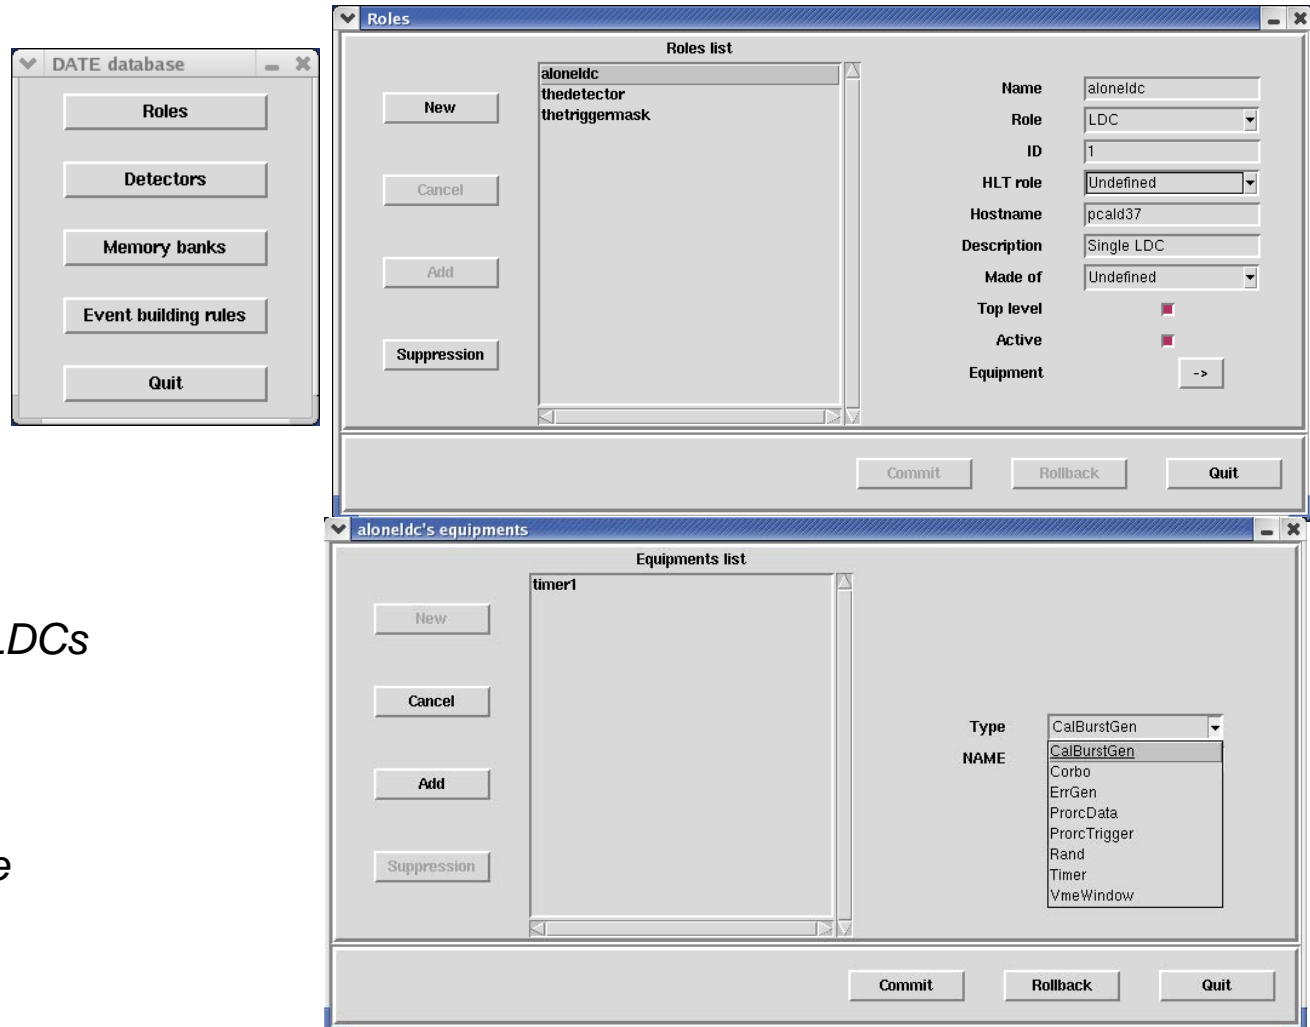 DATE database
Roles
Detectors
Memory banks
Event building rules
Quit
Roles
Roles list
aloneldc
thedetector
thetriggermask
New
Cancel
Add
Suppression
Name aloneldc
Role LDC
ID 1
HLT role Undefined
Hostname pcald37
Description Single LDC
Made of Undefined
Top level
Active
Equipment ->
Commit Rollback Quit
LDCs
e
aloneldc's equipments
Equipments list
timer1
New
Cancel
Add
Suppression
Type CalBurstGen
NAME
CalBurstGen
Corbo
ErrGen
ProrcData
ProrcTrigger
Rand
Timer
VmeWindow
Commit Rollback Quit